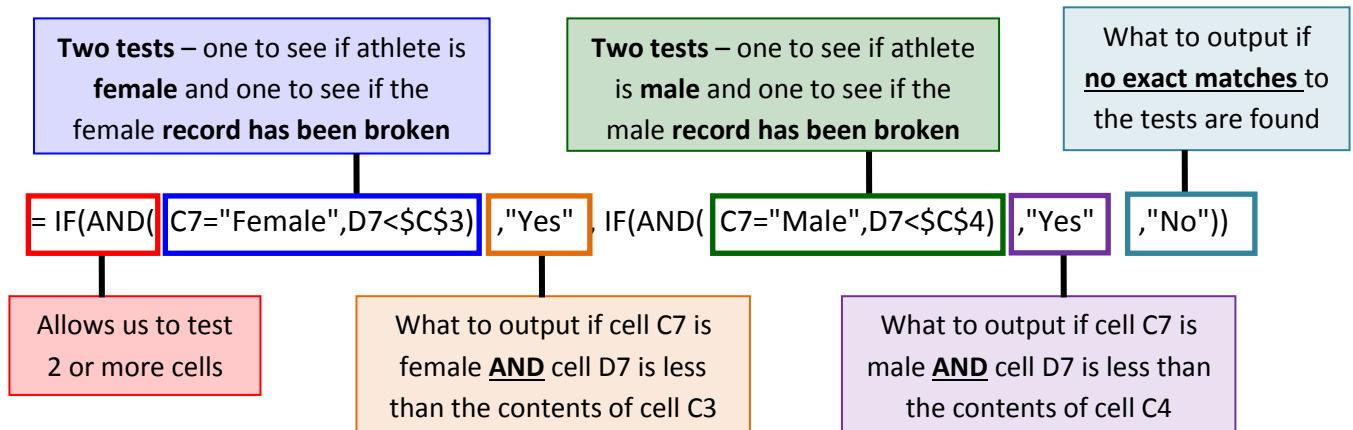 Two tests – one to see if athlete is
female and one to see if the
female record has been broken
Two tests – one to see if athlete
is male and one to see if the
male record has been broken
What to output if
no exact matches to
the tests are found
= IF(AND( C7="Female",D7<$C$3) ,"Yes" , IF(AND( C7="Male",D7<$C$4) ,"Yes" ,"No"))
Allows us to test
2 or more cells
What to output if cell C7 is
female AND cell D7 is less
than the contents of cell C3
What to output if cell C7 is
male AND cell D7 is less than
the contents of cell C4